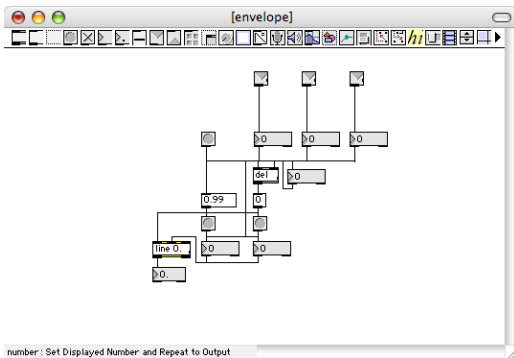 [envelope]
hi
0 0 0
del 0
0.99 0
line 0. 0 0
0.
number : Set Displayed Number and Repeat to Output